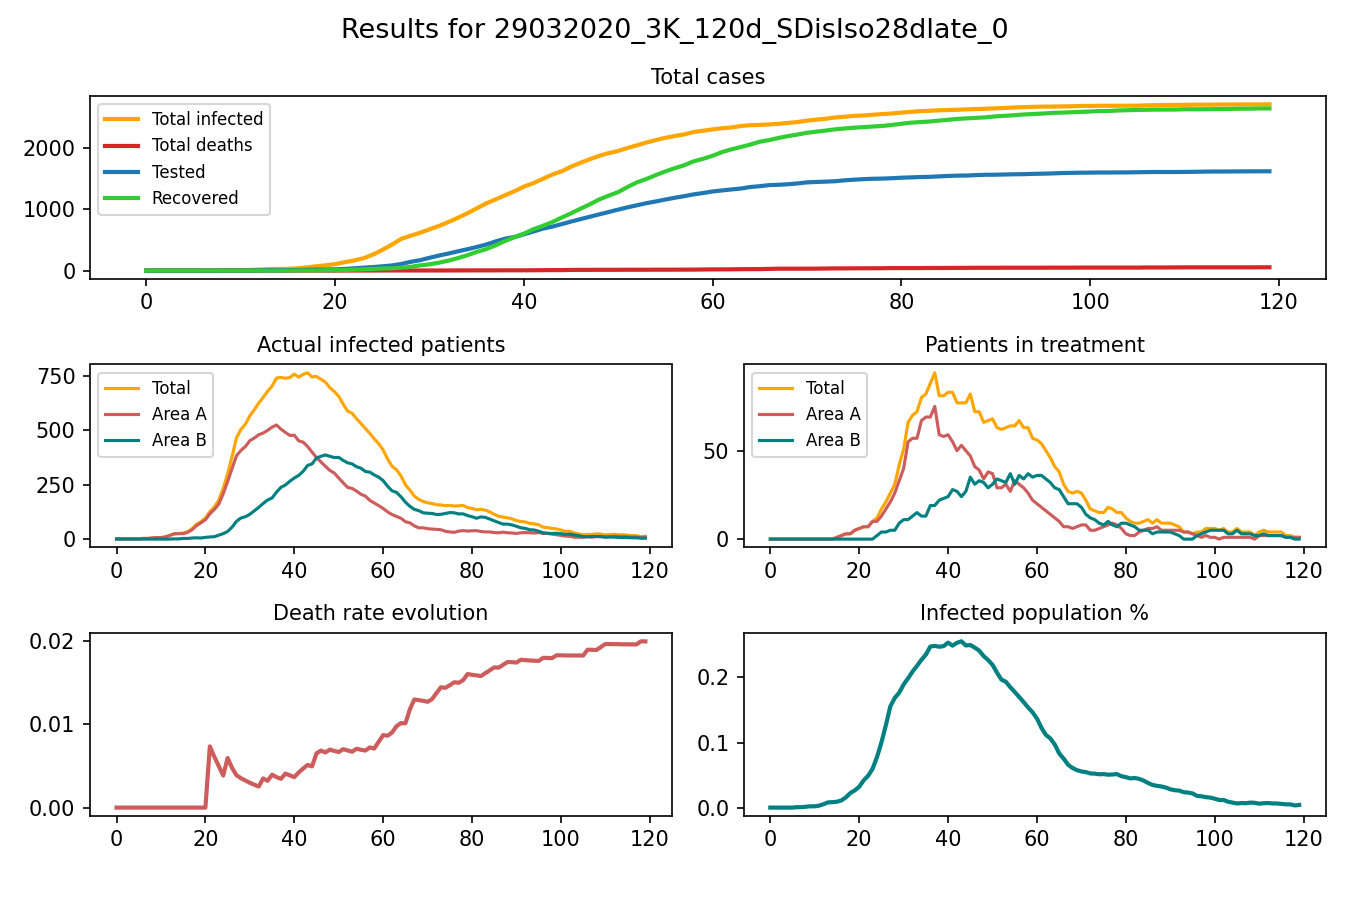 Results for 29032020_3K_120d_SDisIso28dlate_0
Total cases
Total infected
Total deaths
Tested
Recovered
2000
1000
0
0 20 40 60 80 100 120
Actual infected patients
Total
Area A
Area B
750
500
250
0
0 20 40 60 80 100 120
Patients in treatment
Total
Area A
Area B
50
0
0 20 40 60 80 100 120
Death rate evolution
0.02
0.01
0.00
0 20 40 60 80 100 120
Infected population %
0.2
0.1
0.0
0 20 40 60 80 100 120